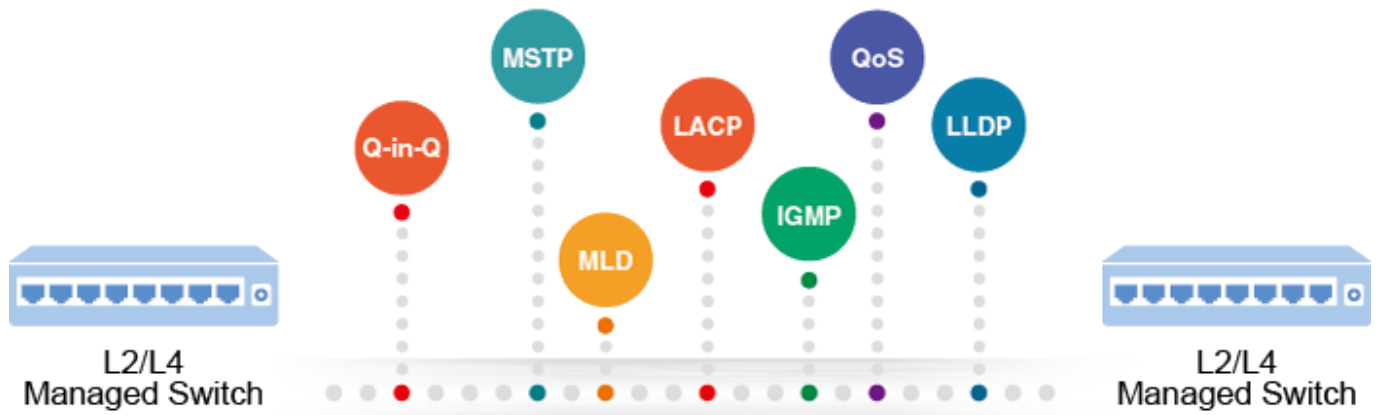 MSTP
QoS
LACP
LLDP
Q-in-Q
IGMP
MLD
L2/L4
Managed Switch
L2/L4
Managed Switch